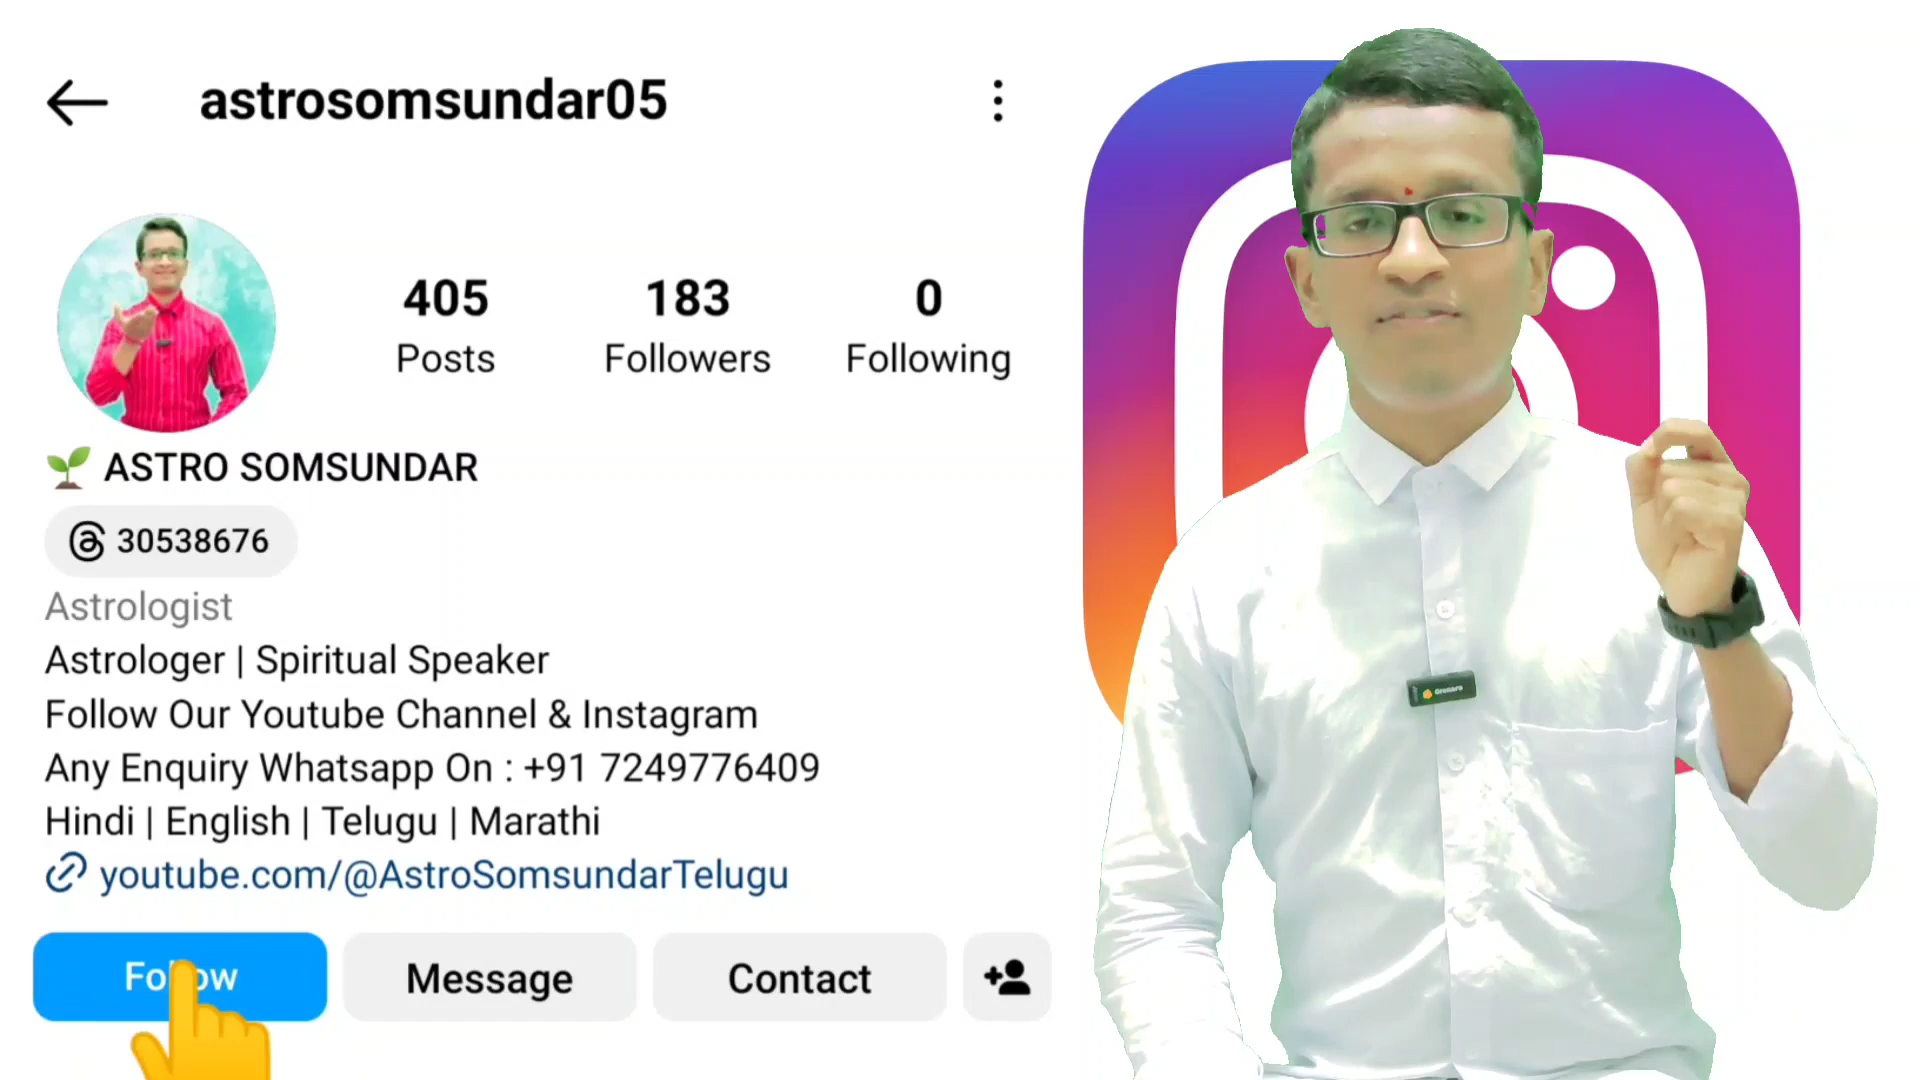 astrosomsundar05
405 183 0
Posts Followers Following
ASTRO SOMSUNDAR
30538676
Astrologist
Astrologer | Spiritual Speaker
Follow Our Youtube Channel & Instagram
Any Enquiry Whatsapp On : +91 7249776409
Hindi | English | Telugu | Marathi
youtube.com/@AstroSomsundarTelugu
Follow Message Contact